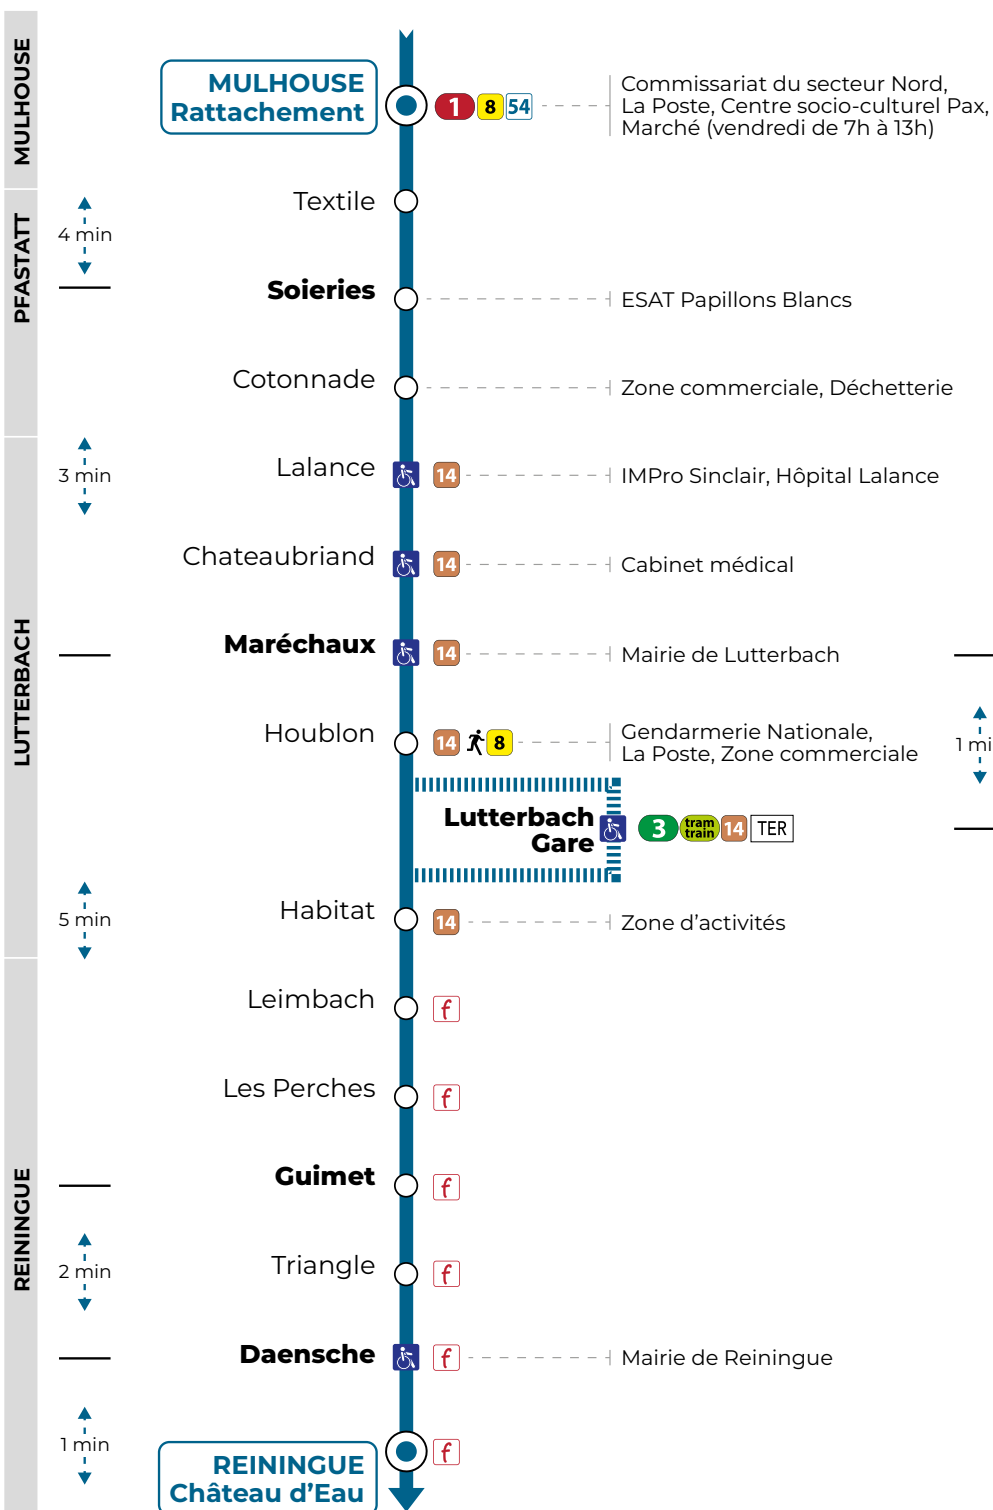 MULHOUSE
MULHOUSE
Rattachement
1 8 54
Commissariat du secteur Nord,
La Poste, Centre socio-culturel Pax,
Marché (vendredi de 7h à 13h)
PFASTATT
Textile
4 min
Soieries
ESAT Papillons Blancs
Cotonnade
Zone commerciale, Déchetterie
LUTTERBACH
3 min
Lalance
14
IMPro Sinclair, Hôpital Lalance
Chateaubriand
14
Cabinet médical
Maréchaux
14
Mairie de Lutterbach
Houblon
14 8
Gendarmerie Nationale,
La Poste, Zone commerciale
1 mi
Lutterbach
Gare
3 tram
train 14 TER
5 min
Habitat
14
Zone d'activités
REININGUE
Leimbach
f
Les Perches
f
Guimet
f
2 min
Triangle
f
Daensche
f
Mairie de Reiningue
1 min
REININGUE
Château d'Eau
f